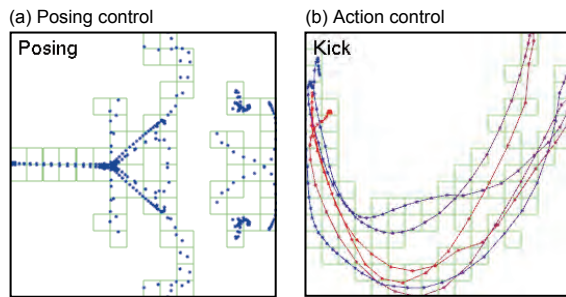 (a) Posing control
(b) Action control
Posing
Kick